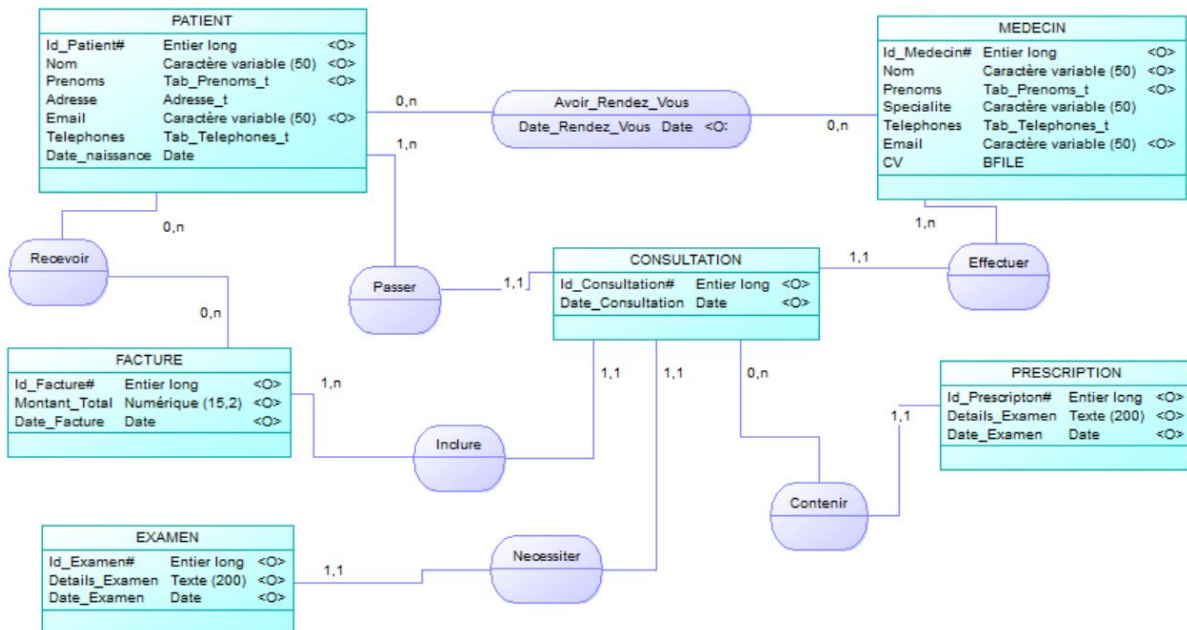 PATIENT
Id_Patient# Entier long <O>
Nom Caractère variable (50) <O>
Prenoms Tab_Prenoms_t <O>
Adresse Adresse_t
Email Caractère variable (50) <O>
Telephones Tab_Telephones_t
Date_naissance Date
MEDECIN
Id_Medecin# Entier long <O>
Nom Caractère variable (50) <O>
Prenoms Tab_Prenoms_t <O>
Specialite Caractère variable (50)
Telephones Tab_Telephones_t
Email Caractère variable (50) <O>
CV BFILE
0,n
Avoir_Rendez_Vous
Date_Rendez_Vous Date <O:
0,n
1,n
0,n
1,n
Recevoir
Passer
1,1
CONSULTATION
Id_Consultation# Entier long <O>
Date_Consultation Date <O>
1,1
Effectuer
0,n
FACTURE
Id_Facture# Entier long <O>
Montant_Total Numérique (15,2) <O>
Date_Facture Date <O>
1,n
1,1
1,1
0,n
PRESCRIPTION
Id_Prescripton# Entier long <O>
Details_Examen Texte (200) <O>
Date_Examen Date <O>
1,1
Inclure
Contenir
EXAMEN
Id_Examen# Entier long <O>
Details_Examen Texte (200) <O>
Date_Examen Date <O>
1,1
Necessiter